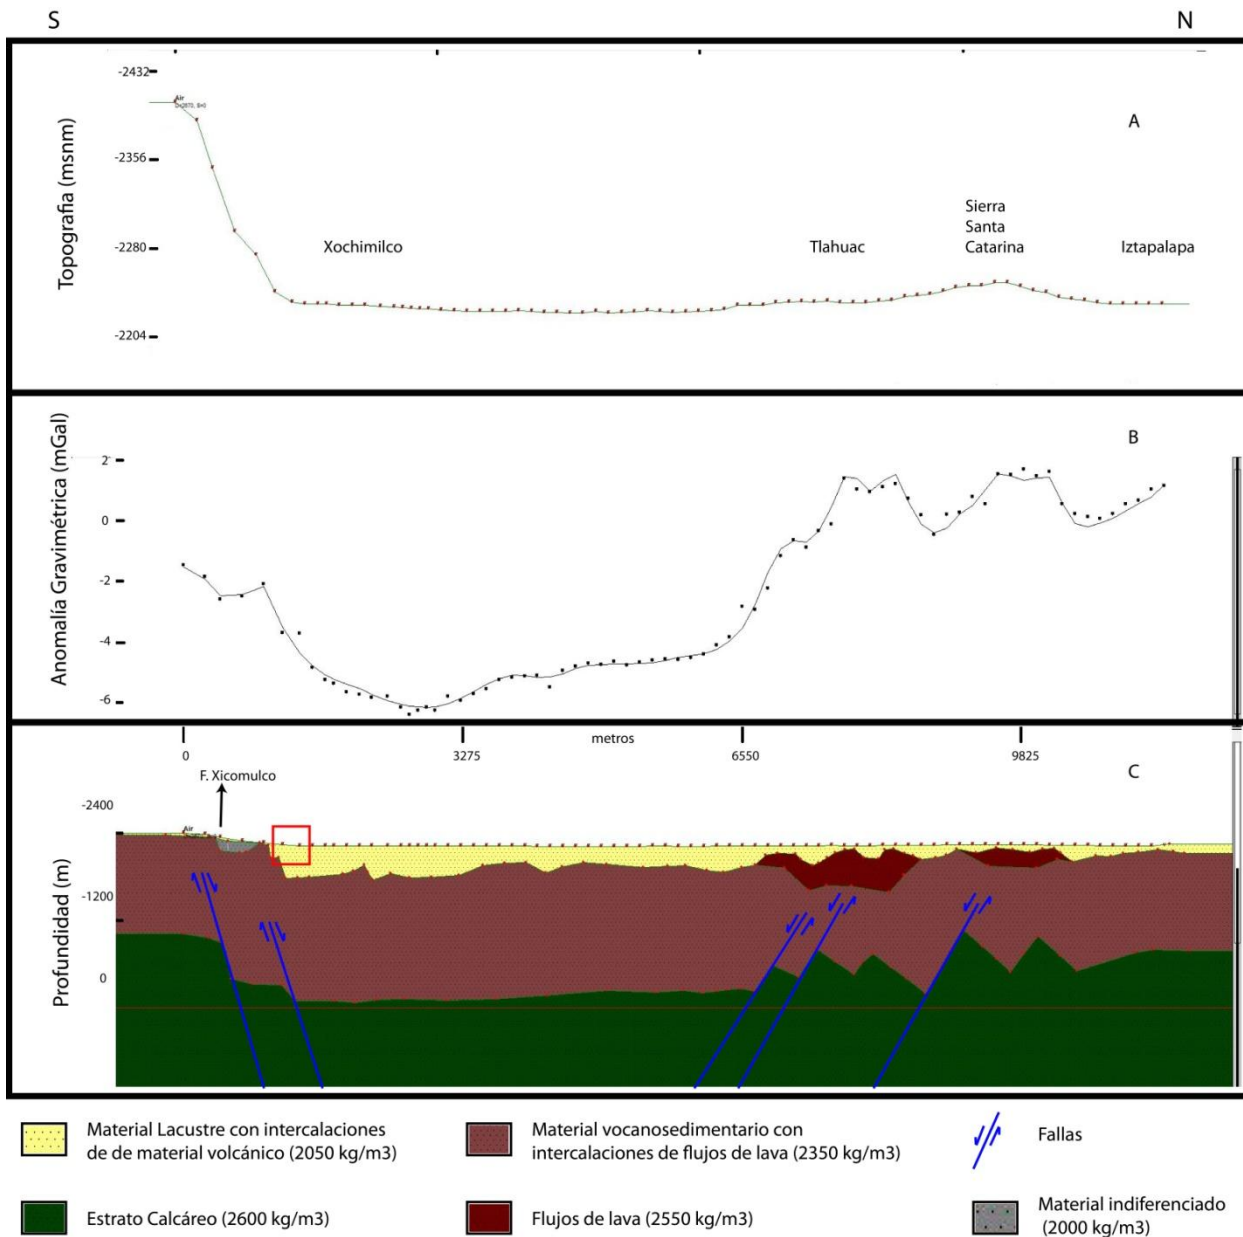 S
N
-2432
Air
A
-2356
Topografia (msnm)
Sierra
Santa
Catarina
Xochimilco
Tlahuac
Iztapalapa
-2280
-2204
B
Anomalía Gravimétrica (mGal)
2
0
-2
-4
-6
metros
0
3275
6550
9825
C
F. Xicomulco
-2400
Air
-1200
Profundidad (m)
0
Material Lacustre con intercalaciones
de de material volcánico (2050 kg/m3)
Material vocanosedimentario con
intercalaciones de flujos de lava (2350 kg/m3)
Fallas
Estrato Calcáreo (2600 kg/m3)
Flujos de lava (2550 kg/m3)
Material indiferenciado
(2000 kg/m3)